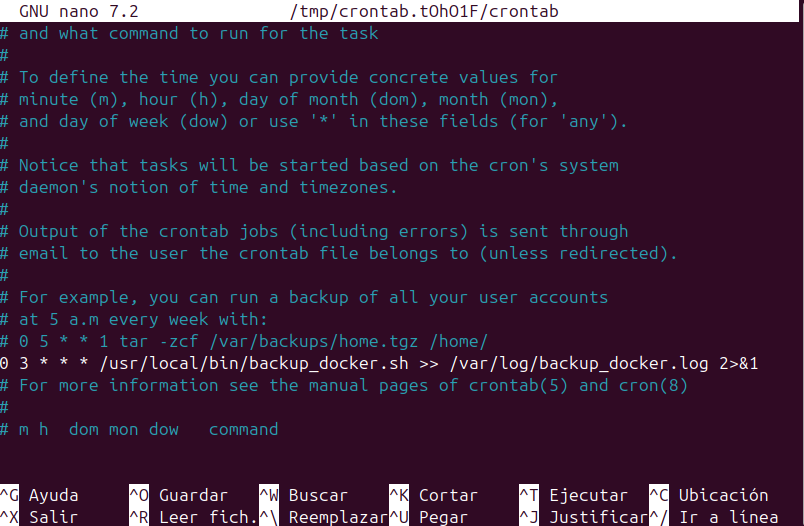 GNU nano 7.2 /tmp/crontab.tOhO1F/crontab
# and what command to run for the task
#
# To define the time you can provide concrete values for
# minute (m), hour (h), day of month (dom), month (mon),
# and day of week (dow) or use '*' in these fields (for 'any').
#
# Notice that tasks will be started based on the cron's system
# daemon's notion of time and timezones.
#
# Output of the crontab jobs (including errors) is sent through
# email to the user the crontab file belongs to (unless redirected).
#
# For example, you can run a backup of all your user accounts
# at 5 a.m every week with:
# 0 5 * * 1 tar -zcf /var/backups/home.tgz /home/
0 3 * * * /usr/local/bin/backup_docker.sh >> /var/log/backup_docker.log 2>&1
# For more information see the manual pages of crontab(5) and cron(8)
#
# m h  dom mon dow   command
^G Ayuda ^O Guardar ^W Buscar ^K Cortar ^T Ejecutar ^C Ubicación
^X Salir ^R Leer fich. ^\ Reemplazar ^U Pegar ^J Justificar ^/ Ir a línea